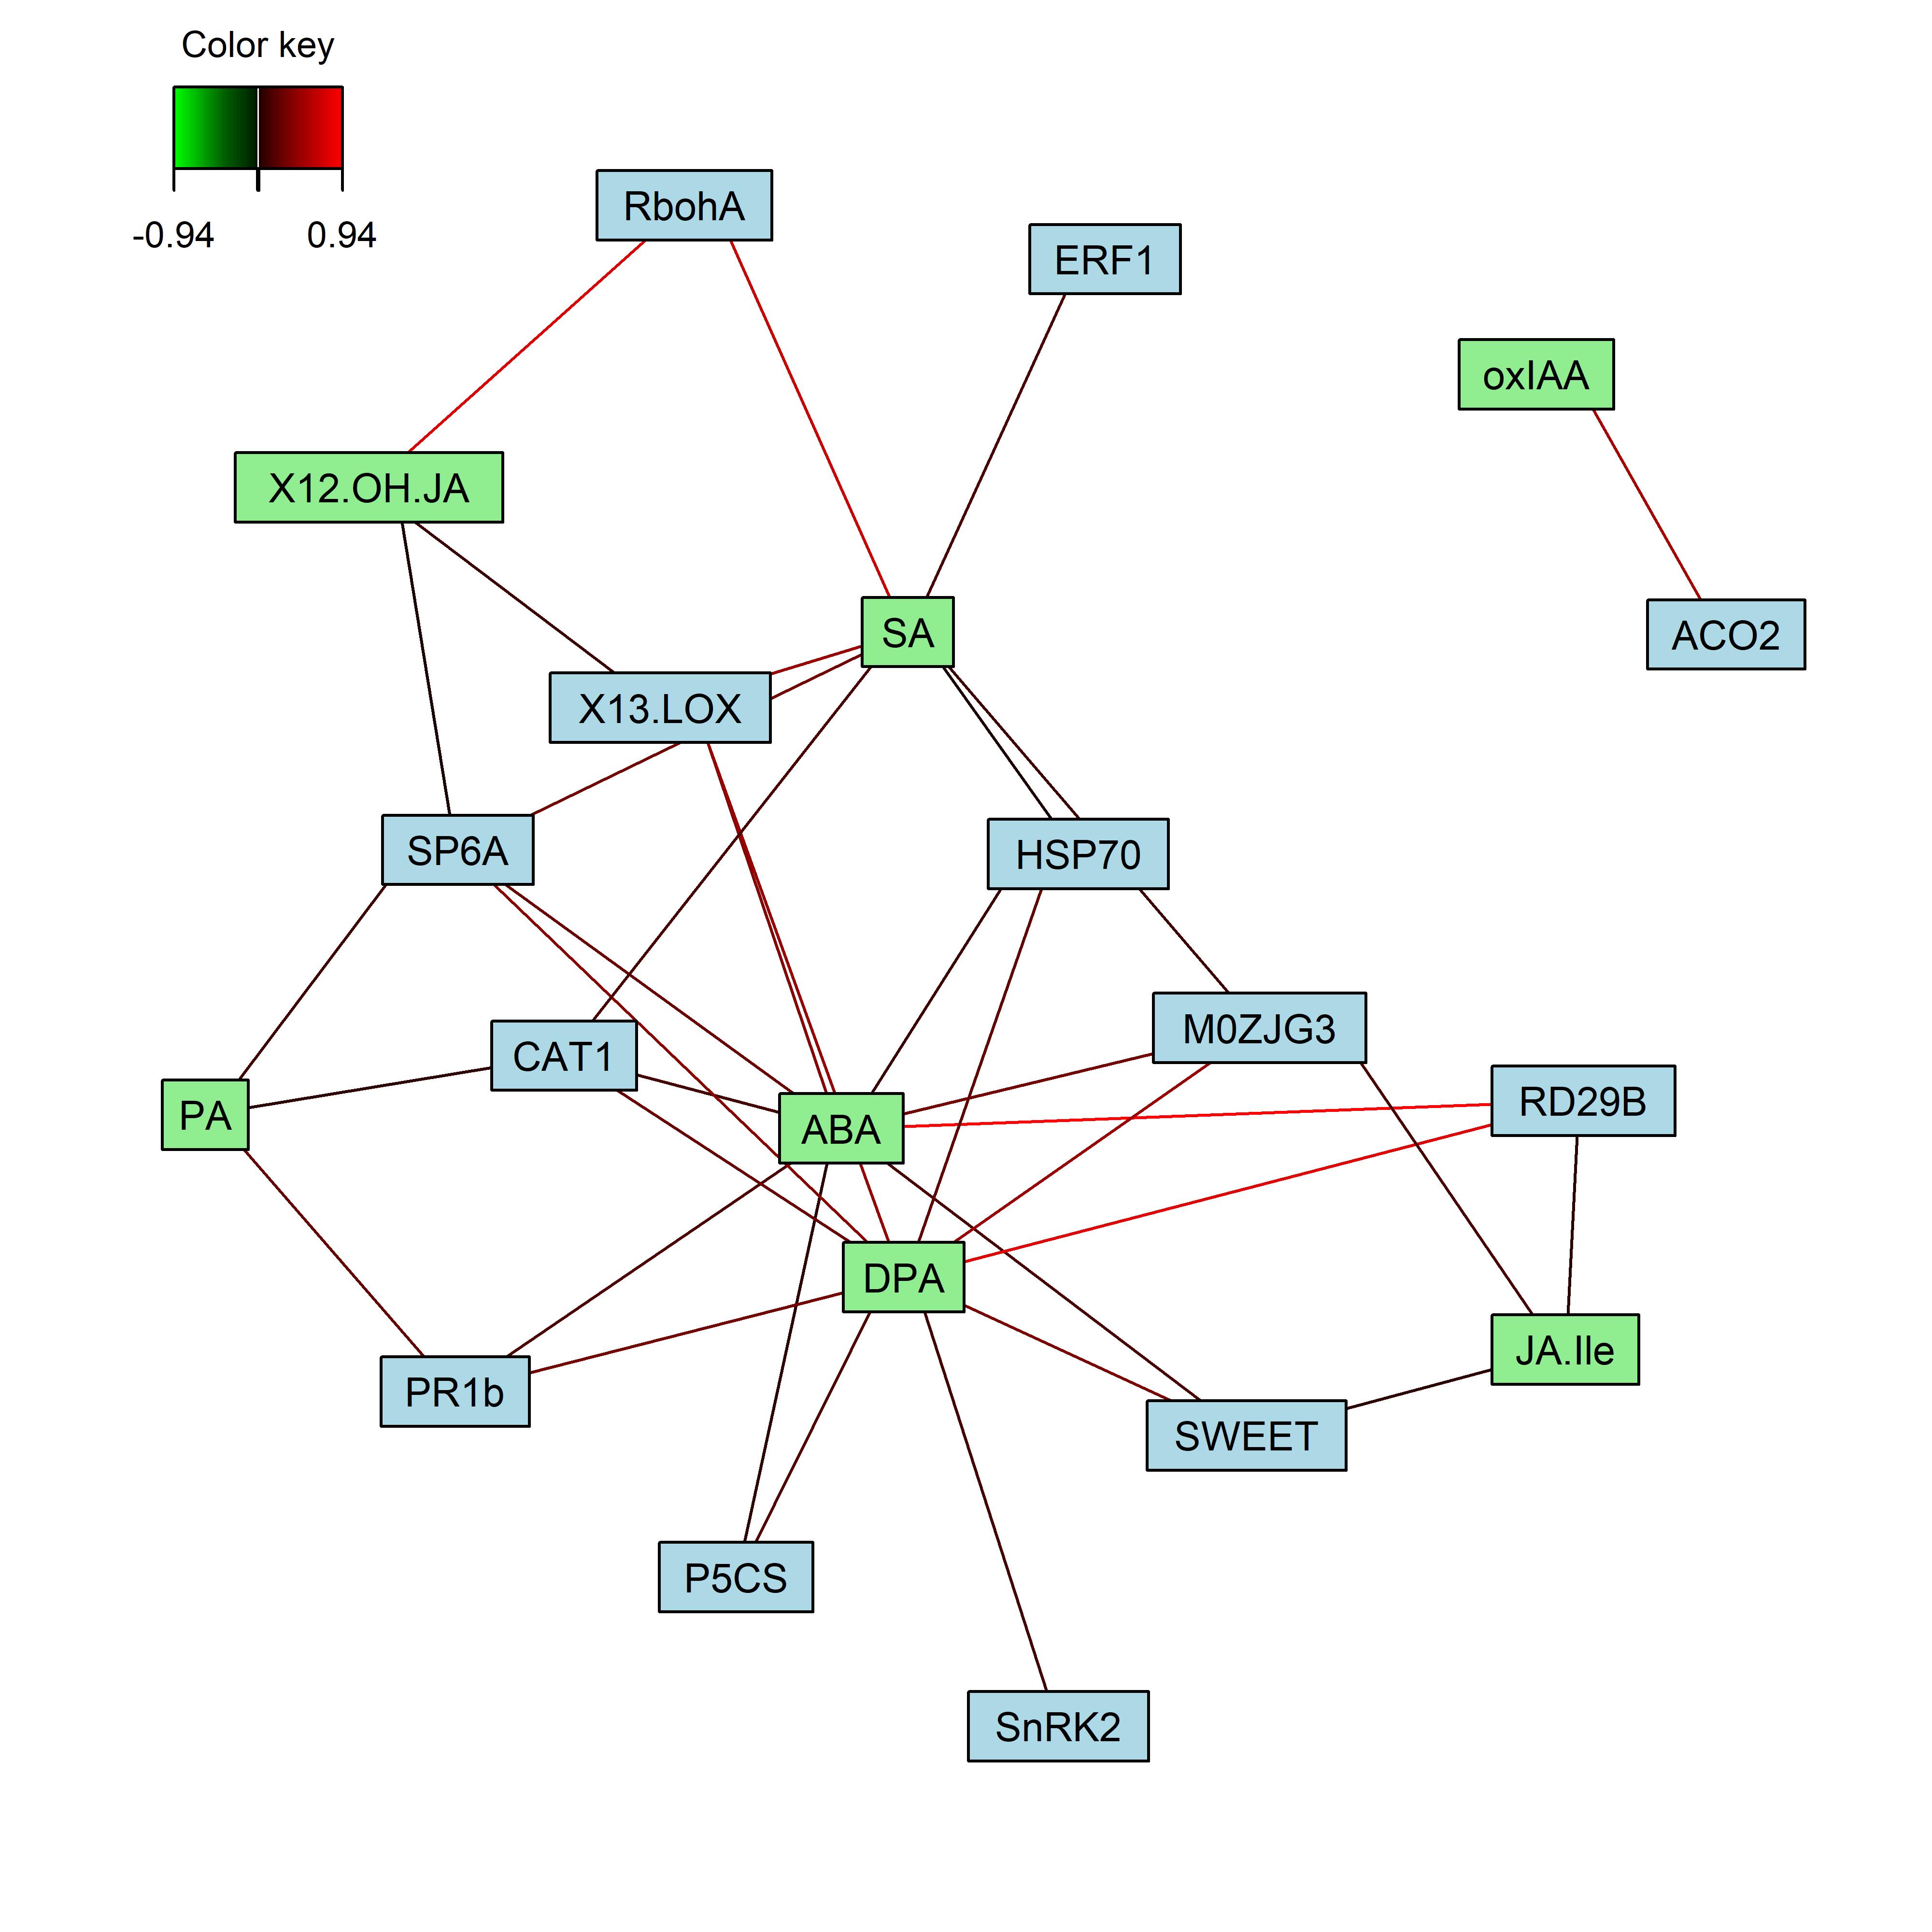 Color key
-0.94 0.94
RbohA
ERF1
oxIAA
X12.OH.JA
SA
ACO2
X13.LOX
SP6A
HSP70
M0ZJG3
CAT1
RD29B
PA
ABA
DPA
JA.Ile
PR1b
SWEET
P5CS
SnRK2